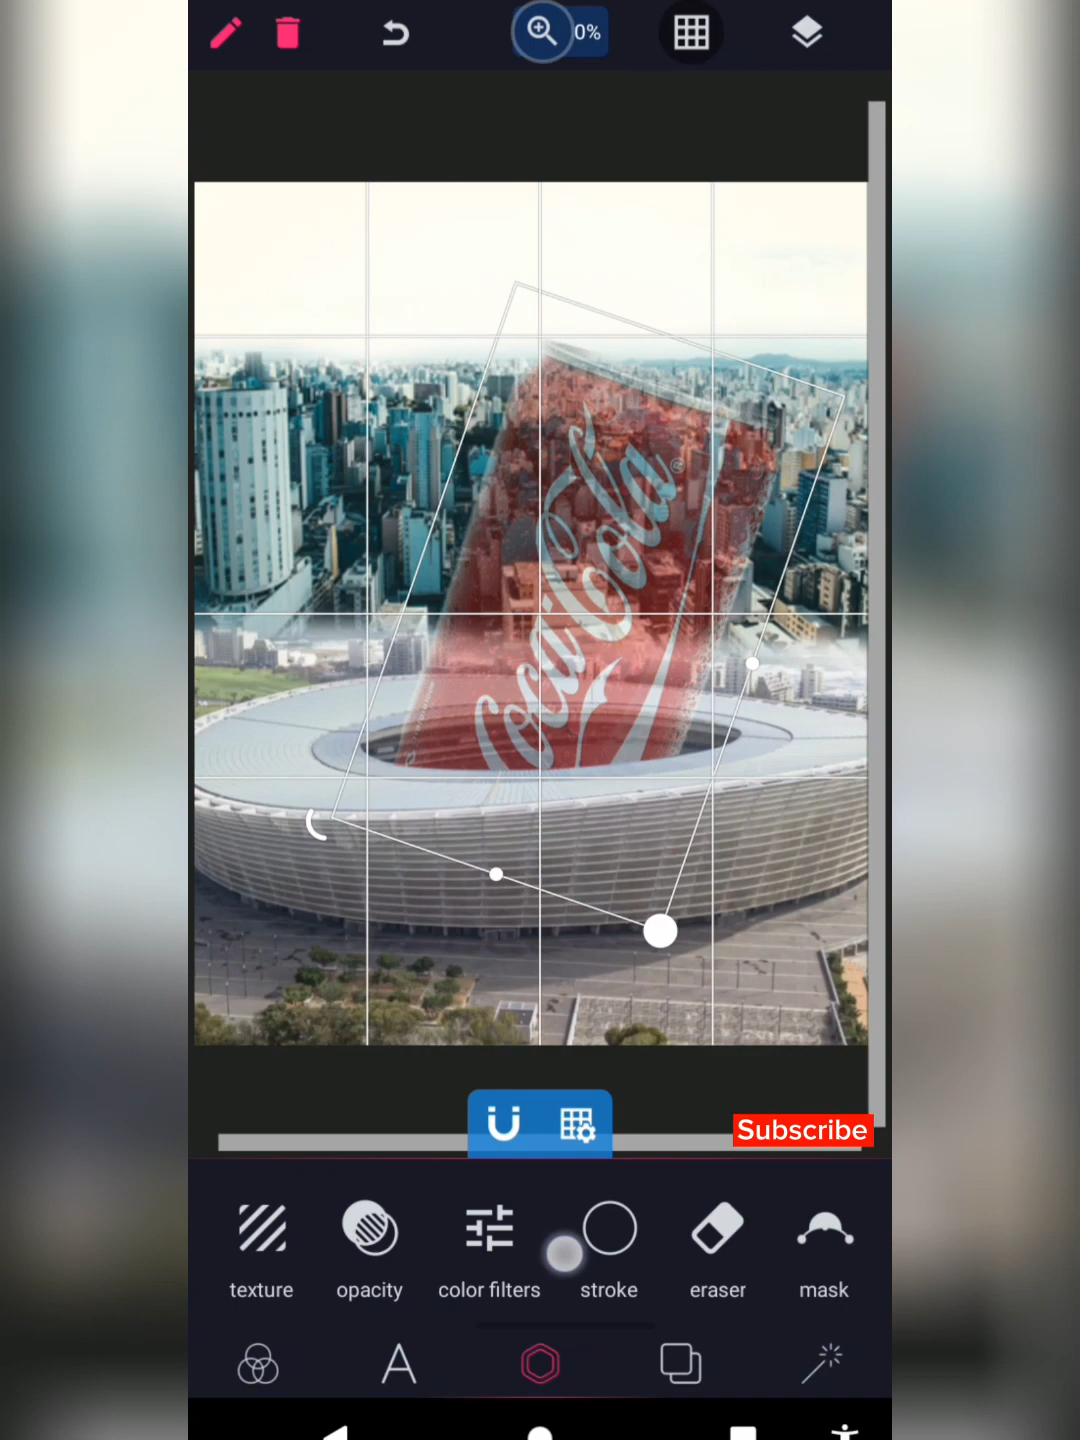 0%
Coca-Cola
®
Subscribe
texture
opacity
color filters
stroke
eraser
mask
A